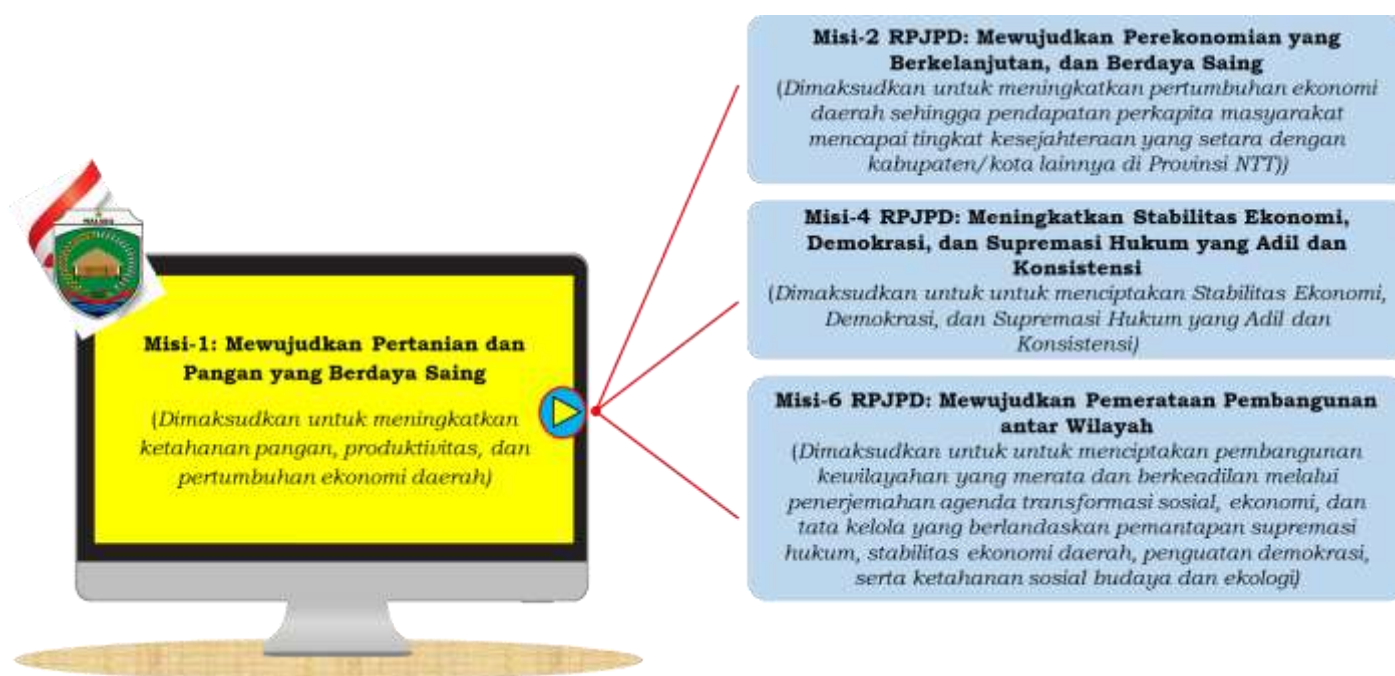 Misi-1: Mewujudkan Pertanian dan
Pangan yang Berdaya Saing
(Dimaksudkan untuk meningkatkan
ketahanan pangan, produktivitas, dan
pertumbuhan ekonomi daerah)
Misi-2 RPJPD: Mewujudkan Perekonomian yang
Berkelanjutan, dan Berdaya Saing
(Dimaksudkan untuk meningkatkan pertumbuhan ekonomi
daerah sehingga pendapatan perkapita masyarakat
mencapai tingkat kesejahteraan yang setara dengan
kabupaten/kota lainnya di Provinsi NTT))
Misi-4 RPJPD: Meningkatkan Stabilitas Ekonomi,
Demokrasi, dan Supremasi Hukum yang Adil dan
Konsistensi
(Dimaksudkan untuk untuk menciptakan Stabilitas Ekonomi,
Demokrasi, dan Supremasi Hukum yang Adil dan
Konsistensi)
Misi-6 RPJPD: Mewujudkan Pemerataan Pembangunan
antar Wilayah
(Dimaksudkan untuk untuk menciptakan pembangunan
kewilayahan yang merata dan berkeadilan melalui
penerjemahan agenda transformasi sosial, ekonomi, dan
tata kelola yang berlandaskan pemantapan supremasi
hukum, stabilitas ekonomi daerah, penguatan demokrasi,
serta ketahanan sosial budaya dan ekologi)